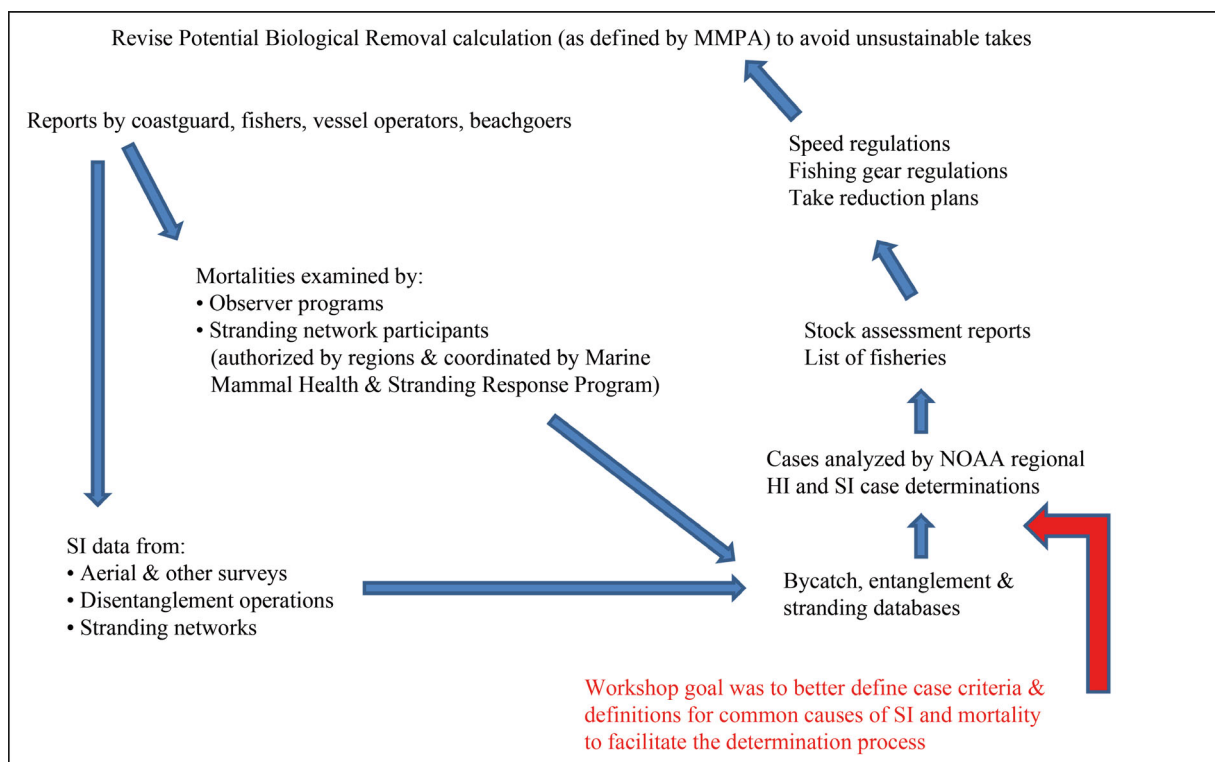 Revise Potential Biological Removal calculation (as defined by MMPA) to avoid unsustainable takes
Reports by coastguard, fishers, vessel operators, beachgoers
Speed regulations
Fishing gear regulations
Take reduction plans
Mortalities examined by:
• Observer programs
• Stranding network participants
(authorized by regions & coordinated by Marine
Mammal Health & Stranding Response Program)
Stock assessment reports
List of fisheries
Cases analyzed by NOAA regional
HI and SI case determinations
SI data from:
• Aerial & other surveys
• Disentanglement operations
• Stranding networks
Bycatch, entanglement &
stranding databases
Workshop goal was to better define case criteria &
definitions for common causes of SI and mortality
to facilitate the determination process